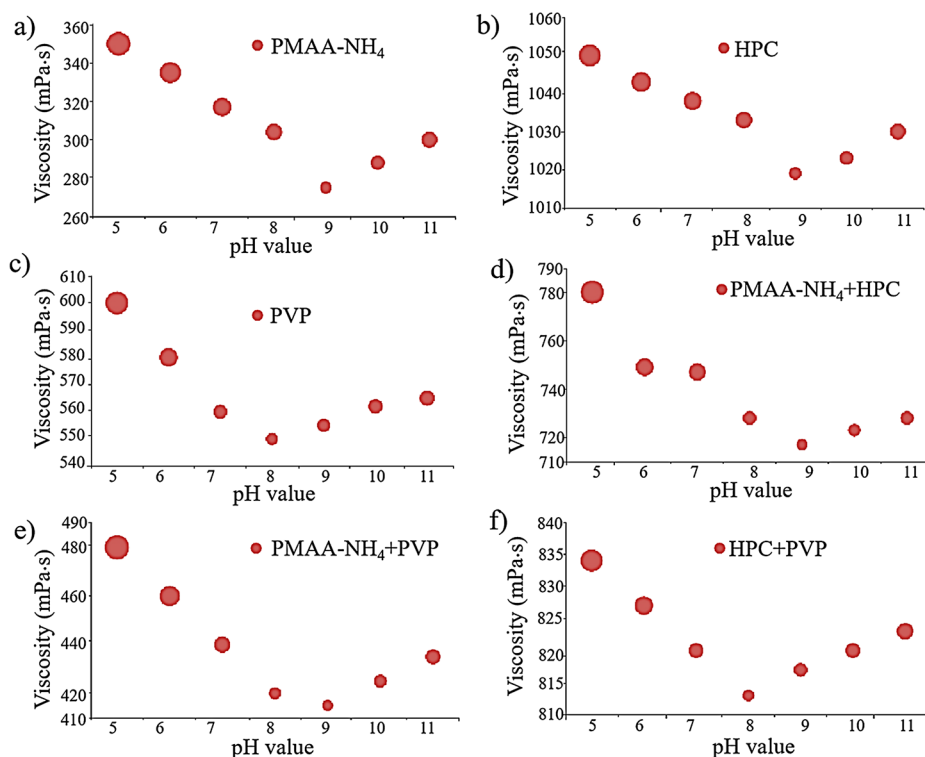 a)
PMAA-NH₄
Viscosity (mPa·s)
360
340
320
300
280
260
5 6 7 8 9 10 11
pH value
b)
HPC
Viscosity (mPa·s)
1060
1050
1040
1030
1020
1010
5 6 7 8 9 10 11
pH value
c)
PVP
Viscosity (mPa·s)
610
600
580
570
560
550
540
5 6 7 8 9 10 11
pH value
d)
PMAA-NH₄+HPC
Viscosity (mPa·s)
790
780
750
720
710
5 6 7 8 9 10 11
pH value
e)
PMAA-NH₄+PVP
Viscosity (mPa·s)
490
480
460
440
420
410
5 6 7 8 9 10 11
pH value
f)
HPC+PVP
Viscosity (mPa·s)
840
835
825
820
815
810
5 6 7 8 9 10 11
pH value